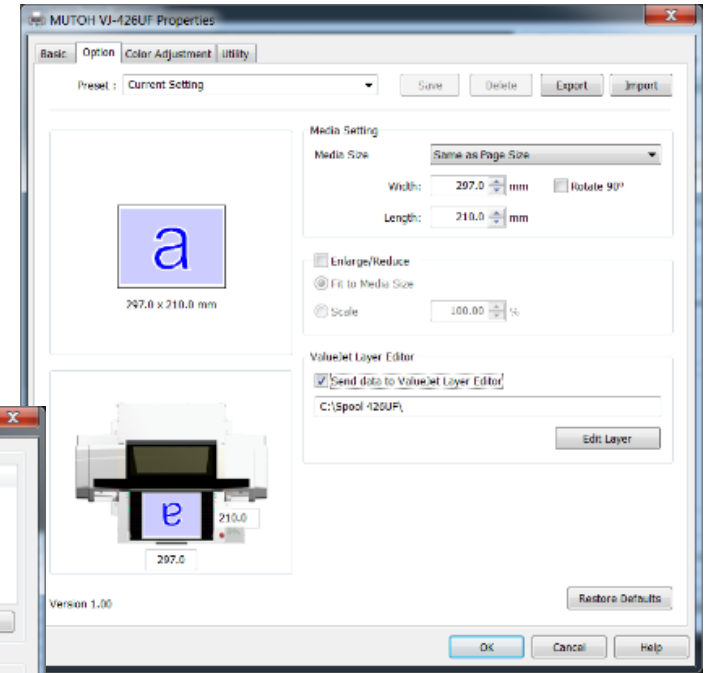 MUTOH VJ-426UF Properties
X
Basic Option Color Adjustment Utility
Preset : Current Setting Save Delete Export Import
Media Setting
Media Size Same as Page Size
Width: 297.0 mm Rotate 90º
Length: 210.0 mm
a
297.0 x 210.0 mm
Enlarge/Reduce
Fit to Media Size
Scale 100.00 %
ValueJet Layer Editor
Send data to ValueJet Layer Editor
C:\Spool 426UF\
Edit Layer
X
a
210.0
297.0
Version 1.00
Restore Defaults
OK Cancel Help